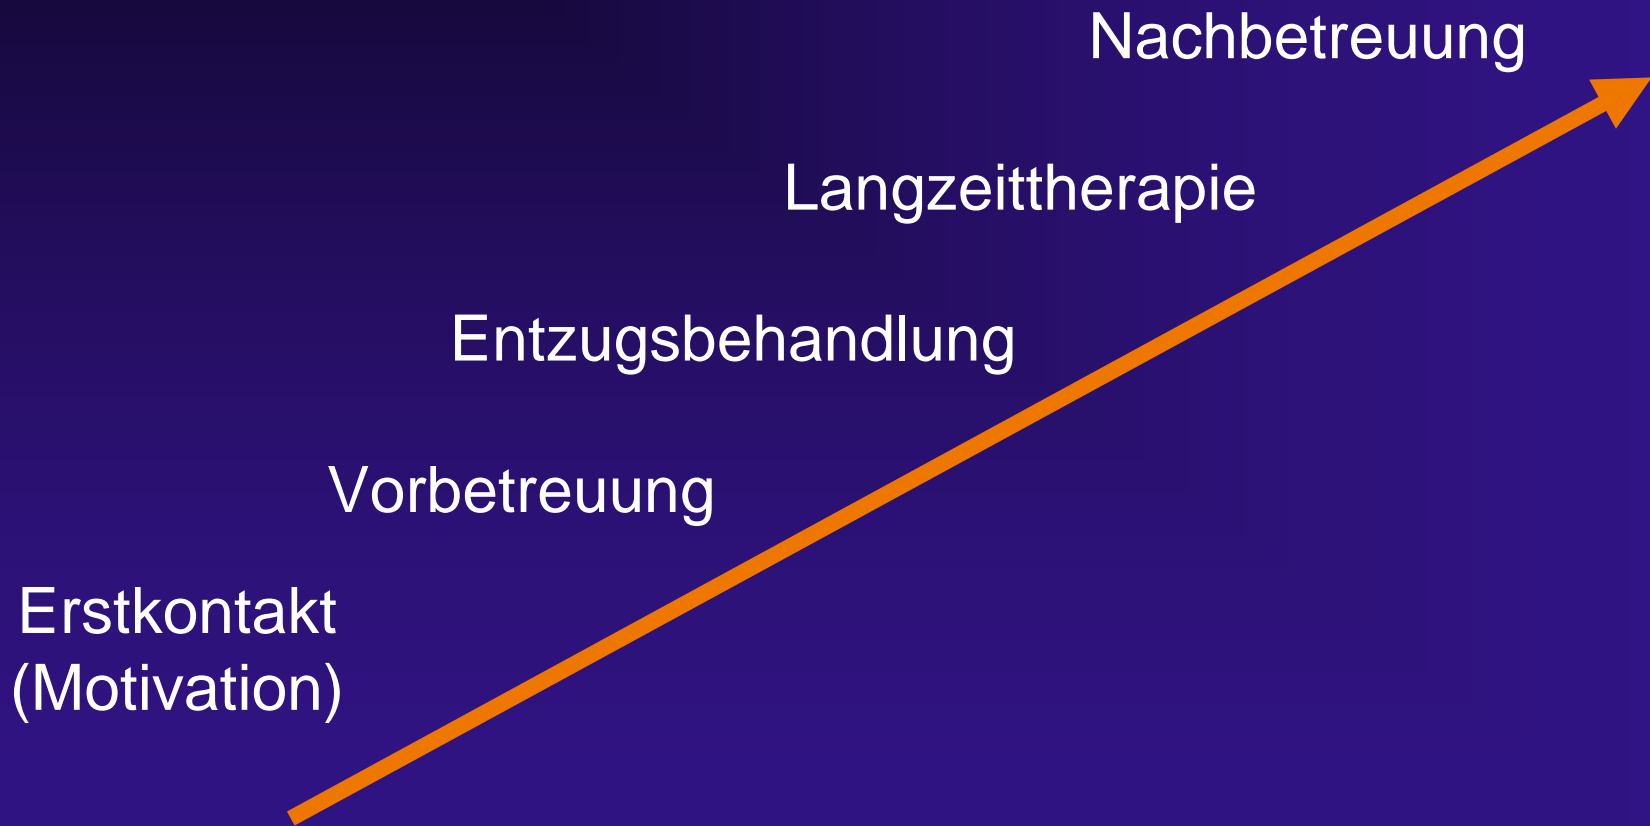 Nachbetreuung
Langzeittherapie
Entzugsbehandlung
Vorbetreuung
Erstkontakt
(Motivation)